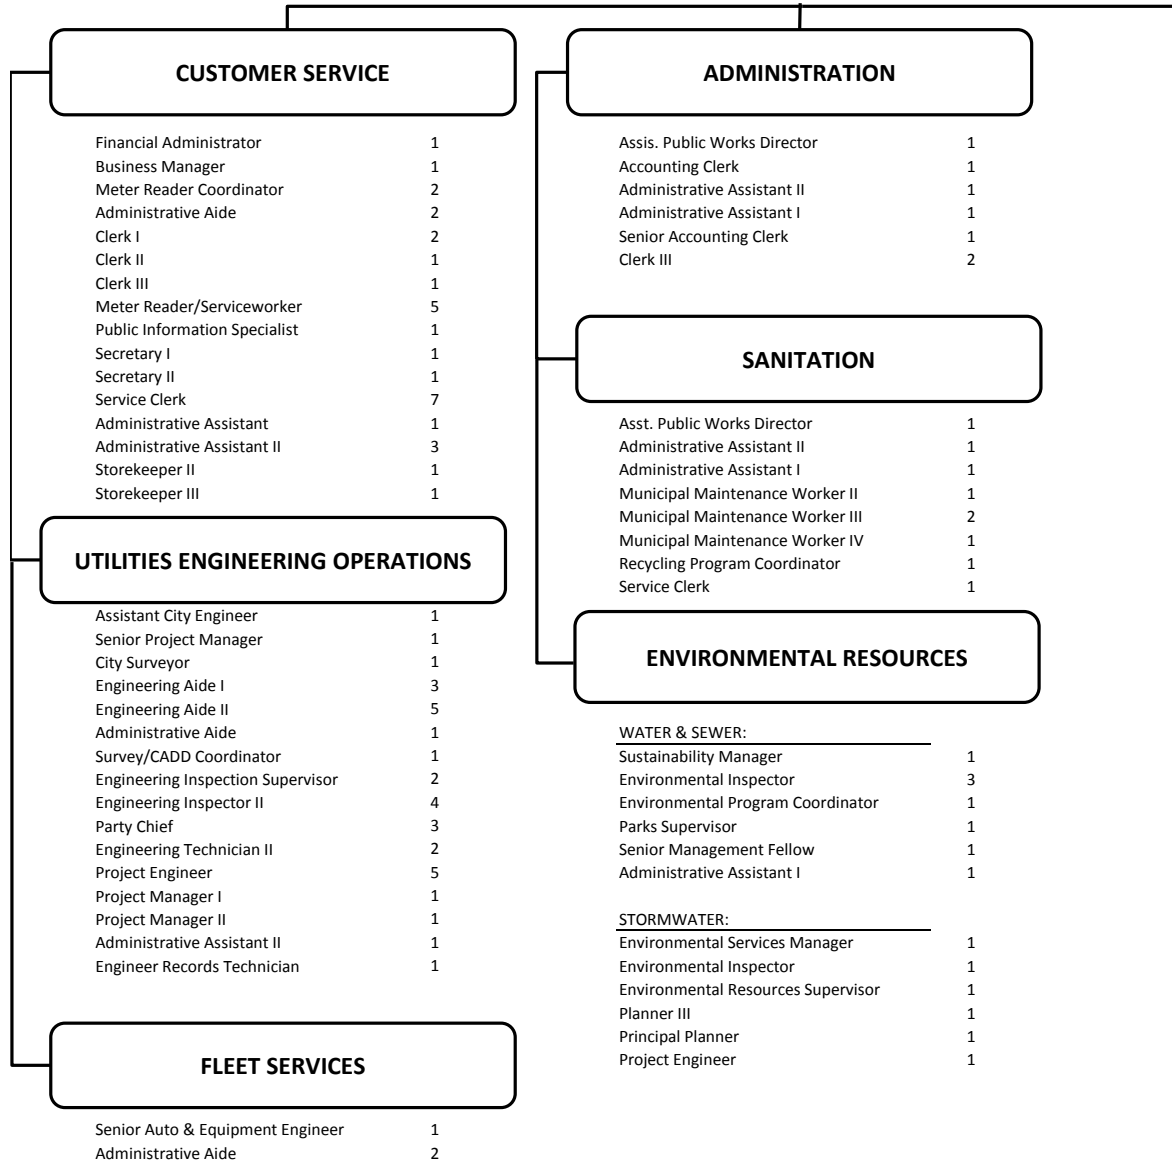 CUSTOMER SERVICE
Financial Administrator 1
Business Manager 1
Meter Reader Coordinator 2
Administrative Aide 2
Clerk I 2
Clerk II 1
Clerk III 1
Meter Reader/Serviceworker 5
Public Information Specialist 1
Secretary I 1
Secretary II 1
Service Clerk 7
Administrative Assistant 1
Administrative Assistant II 3
Storekeeper II 1
Storekeeper III 1
UTILITIES ENGINEERING OPERATIONS
Assistant City Engineer 1
Senior Project Manager 1
City Surveyor 1
Engineering Aide I 3
Engineering Aide II 5
Administrative Aide 1
Survey/CADD Coordinator 1
Engineering Inspection Supervisor 2
Engineering Inspector II 4
Party Chief 3
Engineering Technician II 2
Project Engineer 5
Project Manager I 1
Project Manager II 1
Administrative Assistant II 1
Engineer Records Technician 1
FLEET SERVICES
Senior Auto & Equipment Engineer 1
Administrative Aide 2
ADMINISTRATION
Assis. Public Works Director 1
Accounting Clerk 1
Administrative Assistant II 1
Administrative Assistant I 1
Senior Accounting Clerk 1
Clerk III 2
SANITATION
Asst. Public Works Director 1
Administrative Assistant II 1
Administrative Assistant I 1
Municipal Maintenance Worker II 1
Municipal Maintenance Worker III 2
Municipal Maintenance Worker IV 1
Recycling Program Coordinator 1
Service Clerk 1
ENVIRONMENTAL RESOURCES
WATER & SEWER:
Sustainability Manager 1
Environmental Inspector 3
Environmental Program Coordinator 1
Parks Supervisor 1
Senior Management Fellow 1
Administrative Assistant I 1
STORMWATER:
Environmental Services Manager 1
Environmental Inspector 1
Environmental Resources Supervisor 1
Planner III 1
Principal Planner 1
Project Engineer 1